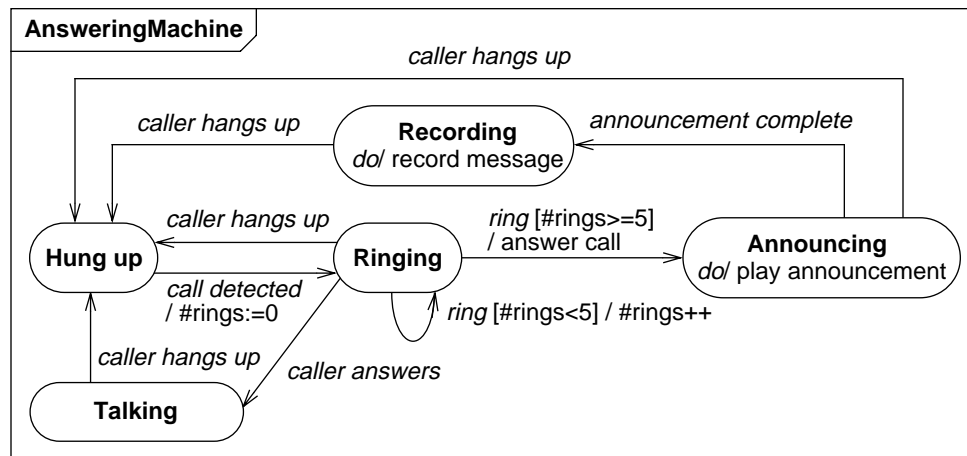 AnsweringMachine
caller hangs up
caller hangs up
Recording
do/ record message
announcement complete
caller hangs up
ring [#rings>=5]
/ answer call
Hung up
Ringing
Announcing
do/ play announcement
call detected
/ #rings:=0
ring [#rings<5] / #rings++
caller hangs up
caller answers
Talking